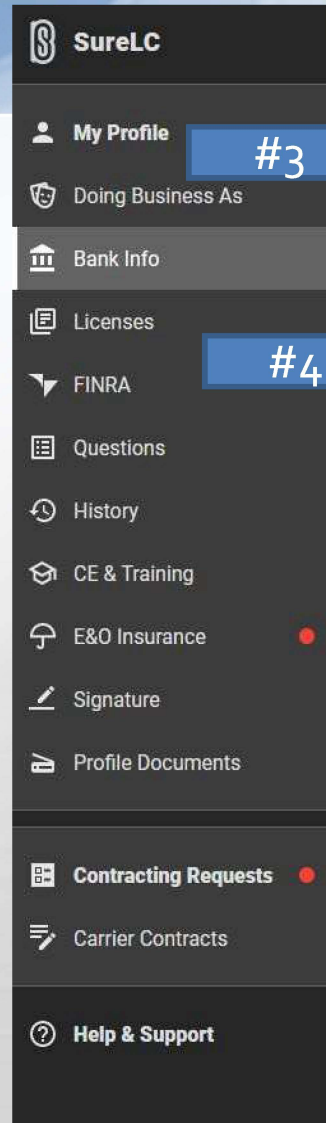 SureLC
My Profile
#3
Doing Business As
Bank Info
Licenses
#4
FINRA
Questions
History
CE & Training
E&O Insurance
Signature
Profile Documents
Contracting Requests
Carrier Contracts
Help & Support